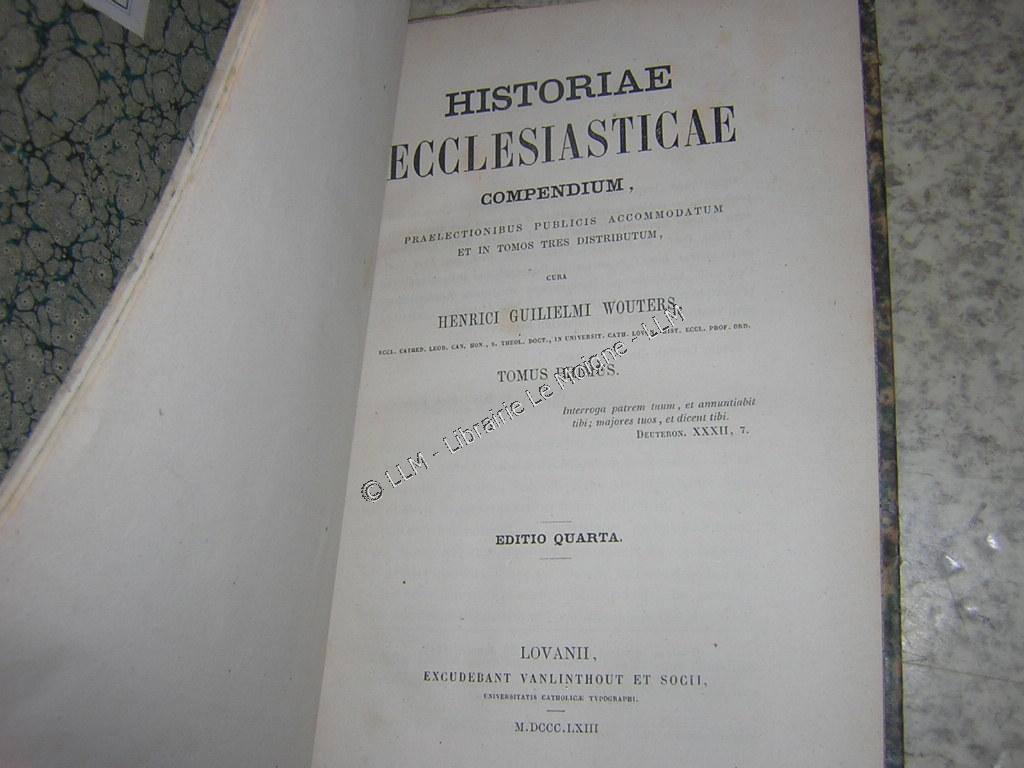 HISTORIAE
ECCLESIASTICAE
COMPENDIUM,
PRAELECTIONIBUS PUBLICIS ACCOMMODATUM
ET IN TOMOS TRES DISTRIBUTUM,
CURA
HENRICI GUILIELMI WOUTERS,
ECCL. CATHED. LEOD. CAN. HON., S. THEOL. DOCT., IN UNIVERSIT. CATH. LOVAN. HIST. ECCL. PROF. ORD.
TOMUS PRIMUS.
Interroga patrem tuum, et annuntiabit
tibi; majores tuos, et dicent tibi.
DEUTERON. XXXII, 7.
© LLM - Librairie Le Moigne - LLM
EDITIO QUARTA.
LOVANII,
EXCUDEBANT VANLINTHOUT ET SOCII,
UNIVERSITATIS CATHOLICÆ TYPOGRAPHI.
M.DCCC.LXIII